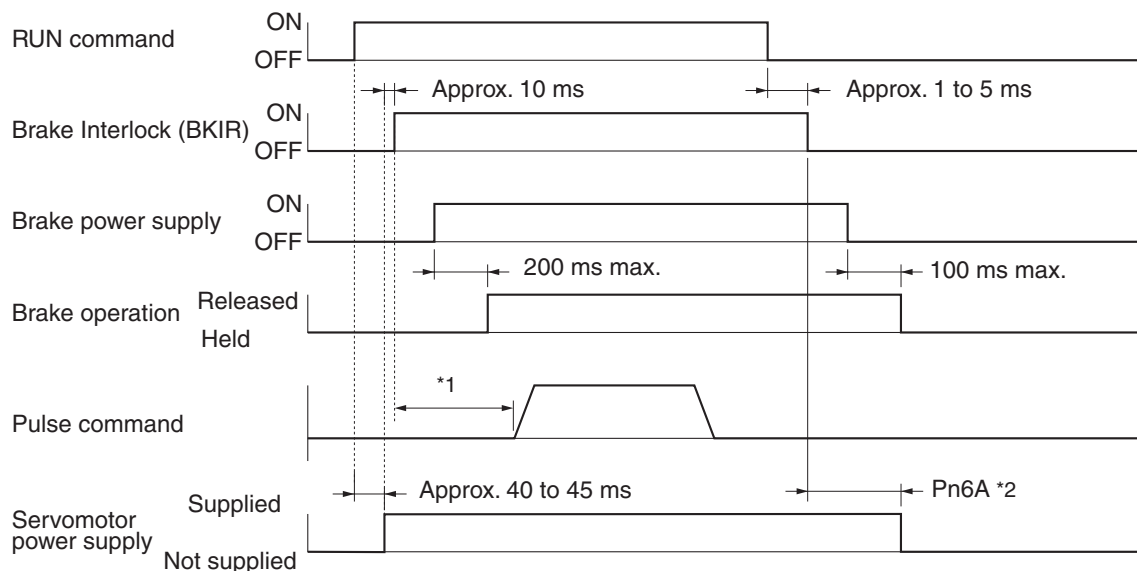 RUN command
ON
OFF
Approx. 10 ms
Approx. 1 to 5 ms
Brake Interlock (BKIR)
ON
OFF
Brake power supply
ON
OFF
200 ms max.
100 ms max.
Brake operation
Released
Held
*1
Pulse command
Approx. 40 to 45 ms
Pn6A *2
Servomotor
power supply
Supplied
Not supplied